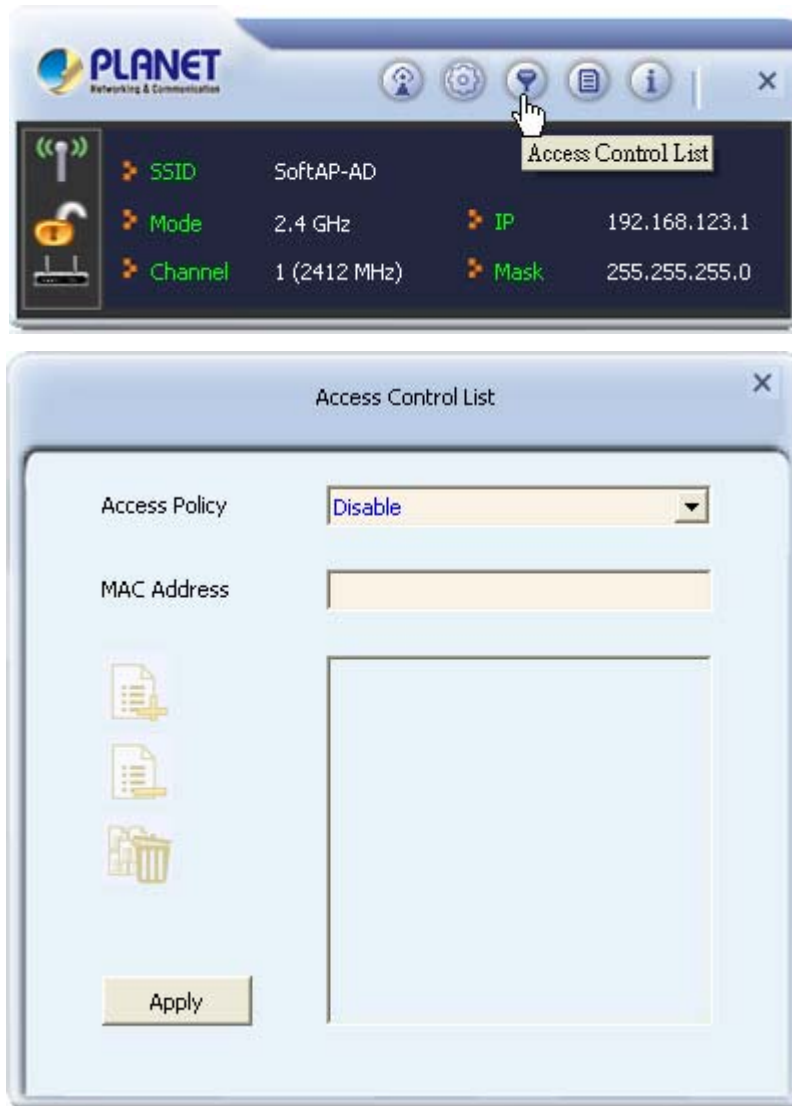 PLANET
Networking & Communication
Access Control List
SSID SoftAP-AD
Mode 2.4 GHz IP 192.168.123.1
Channel 1 (2412 MHz) Mask 255.255.255.0
Access Control List
Access Policy Disable
MAC Address
Apply